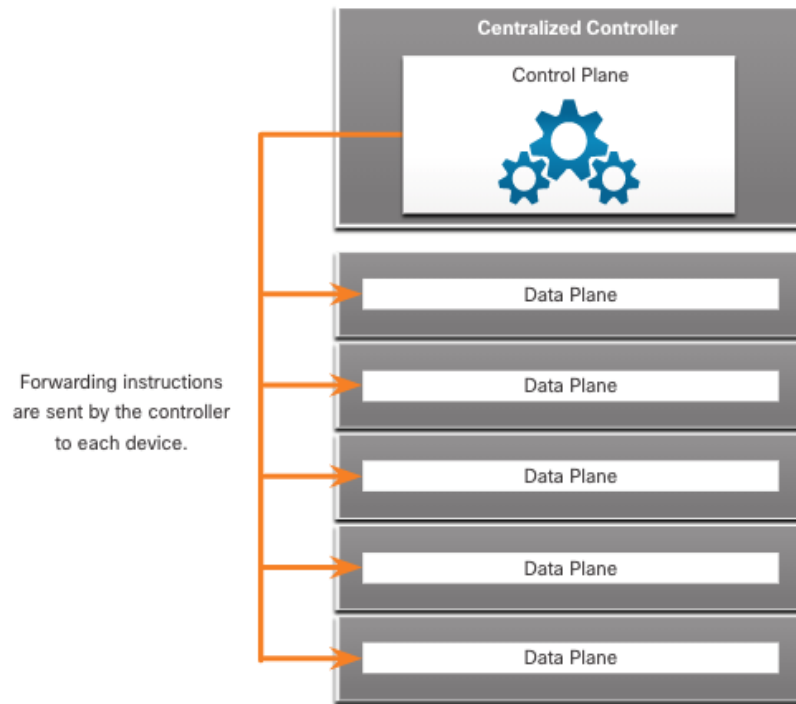 Centralized Controller
Control Plane
Data Plane
Data Plane
Forwarding instructions
are sent by the controller
to each device.
Data Plane
Data Plane
Data Plane